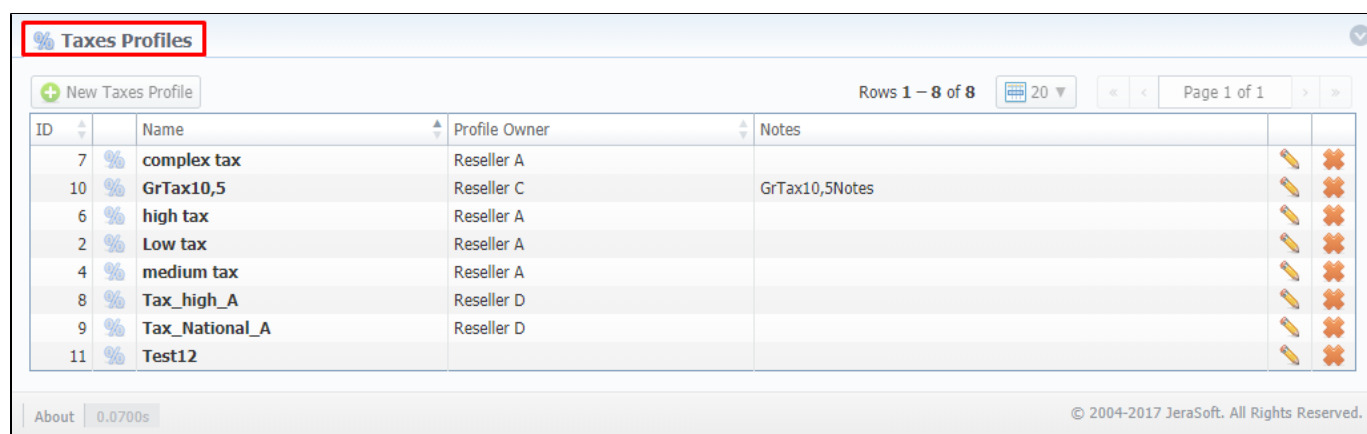 Taxes Profiles
New Taxes Profile Rows 1 – 8 of 8 20 ▼ « < Page 1 of 1 > »
ID Name Profile Owner Notes
7 complex tax Reseller A
10 GrTax10,5 Reseller C GrTax10,5Notes
6 high tax Reseller A
2 Low tax Reseller A
4 medium tax Reseller A
8 Tax_high_A Reseller D
9 Tax_National_A Reseller D
11 Test12
About 0.0700s © 2004-2017 JeraSoft. All Rights Reserved.